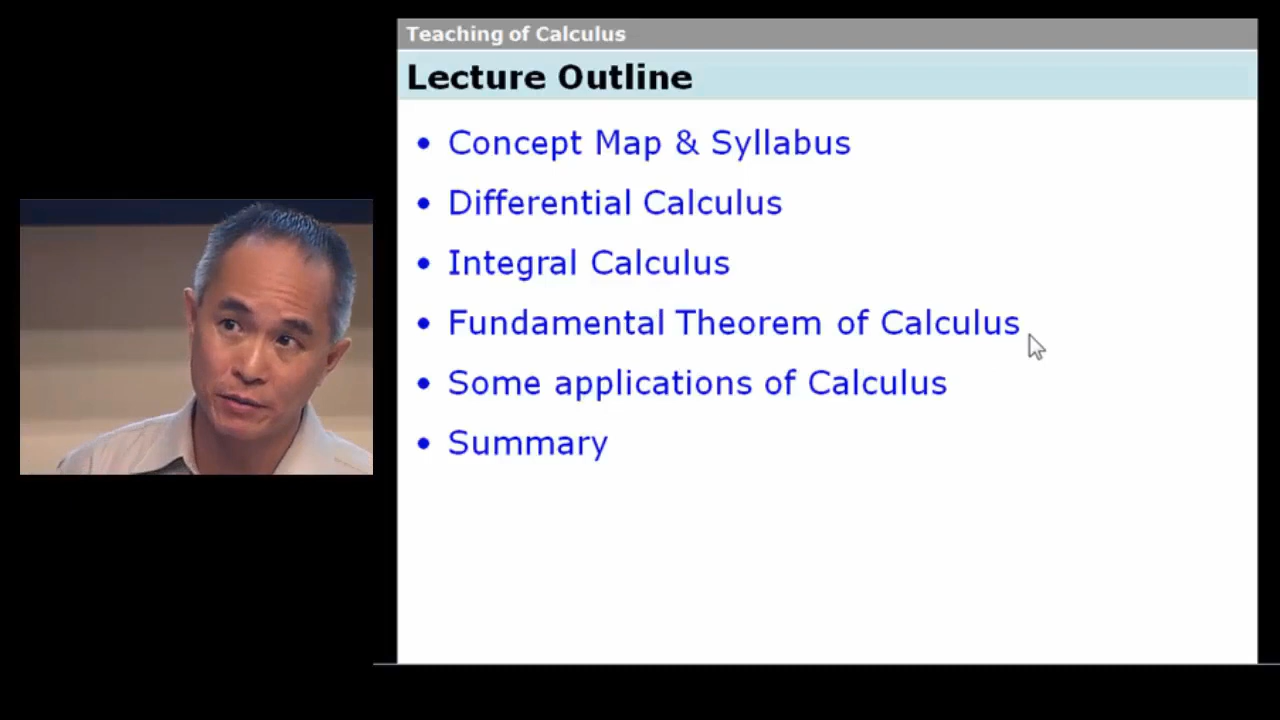 Teaching of Calculus
Lecture Outline
• Concept Map & Syllabus
• Differential Calculus
• Integral Calculus
• Fundamental Theorem of Calculus
• Some applications of Calculus
• Summary